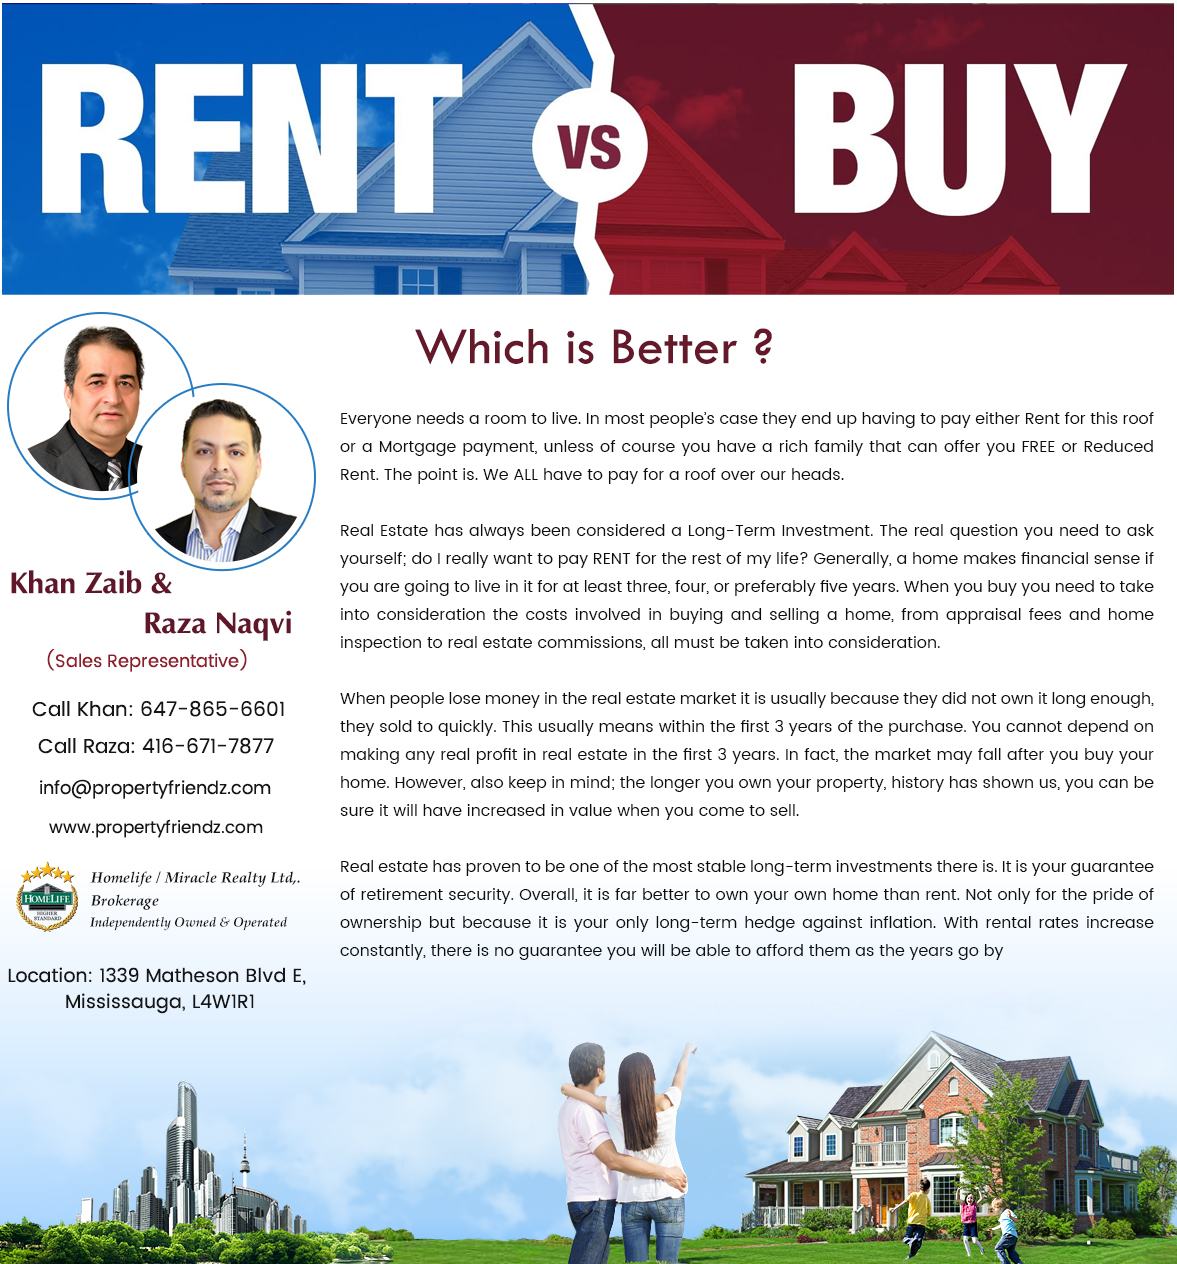 RENT VS BUY
Which is Better ?
Everyone needs a room to live. In most people's case they end up having to pay either Rent for this roof
or a Mortgage payment, unless of course you have a rich family that can offer you FREE or Reduced
Rent. The point is. We ALL have to pay for a roof over our heads.
Real Estate has always been considered a Long-Term Investment. The real question you need to ask
yourself; do I really want to pay RENT for the rest of my life? Generally, a home makes financial sense if
you are going to live in it for at least three, four, or preferably five years. When you buy you need to take
into consideration the costs involved in buying and selling a home, from appraisal fees and home
inspection to real estate commissions, all must be taken into consideration.
When people lose money in the real estate market it is usually because they did not own it long enough,
they sold to quickly. This usually means within the first 3 years of the purchase. You cannot depend on
making any real profit in real estate in the first 3 years. In fact, the market may fall after you buy your
home. However, also keep in mind; the longer you own your property, history has shown us, you can be
sure it will have increased in value when you come to sell.
Real estate has proven to be one of the most stable long-term investments there is. It is your guarantee
of retirement security. Overall, it is far better to own your own home than rent. Not only for the pride of
ownership but because it is your only long-term hedge against inflation. With rental rates increase
constantly, there is no guarantee you will be able to afford them as the years go by
Khan Zaib &
Raza Naqvi
(Sales Representative)
Call Khan: 647-865-6601
Call Raza: 416-671-7877
info@propertyfriendz.com
www.propertyfriendz.com
HOMELIFE
HIGHER
STANDARD
Homelife / Miracle Realty Ltd,.
Brokerage
Independently Owned & Operated
Location: 1339 Matheson Blvd E,
Mississauga, L4W1R1